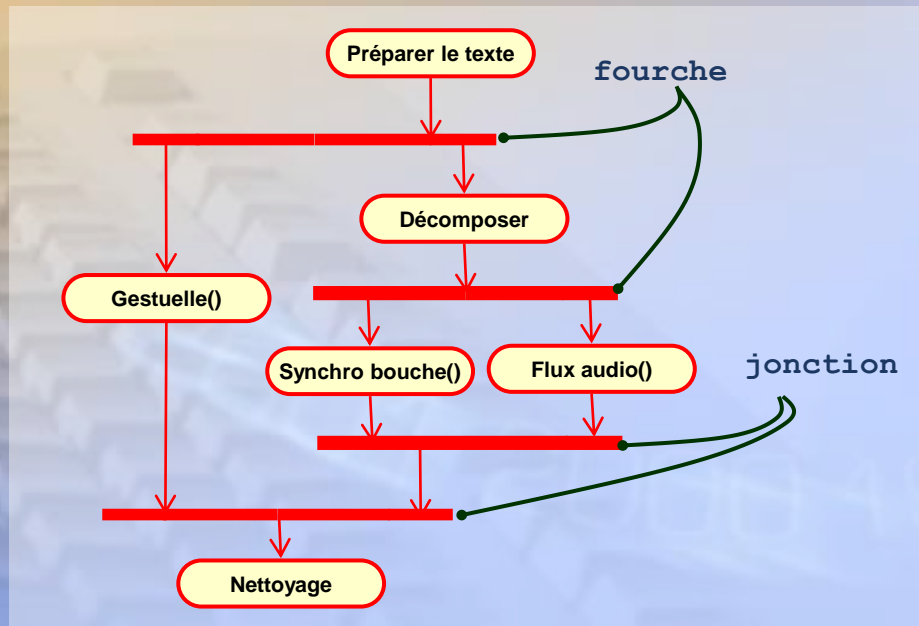 Préparer le texte
fourche
Décomposer
Gestuelle()
Synchro bouche()
Flux audio()
jonction
Nettoyage